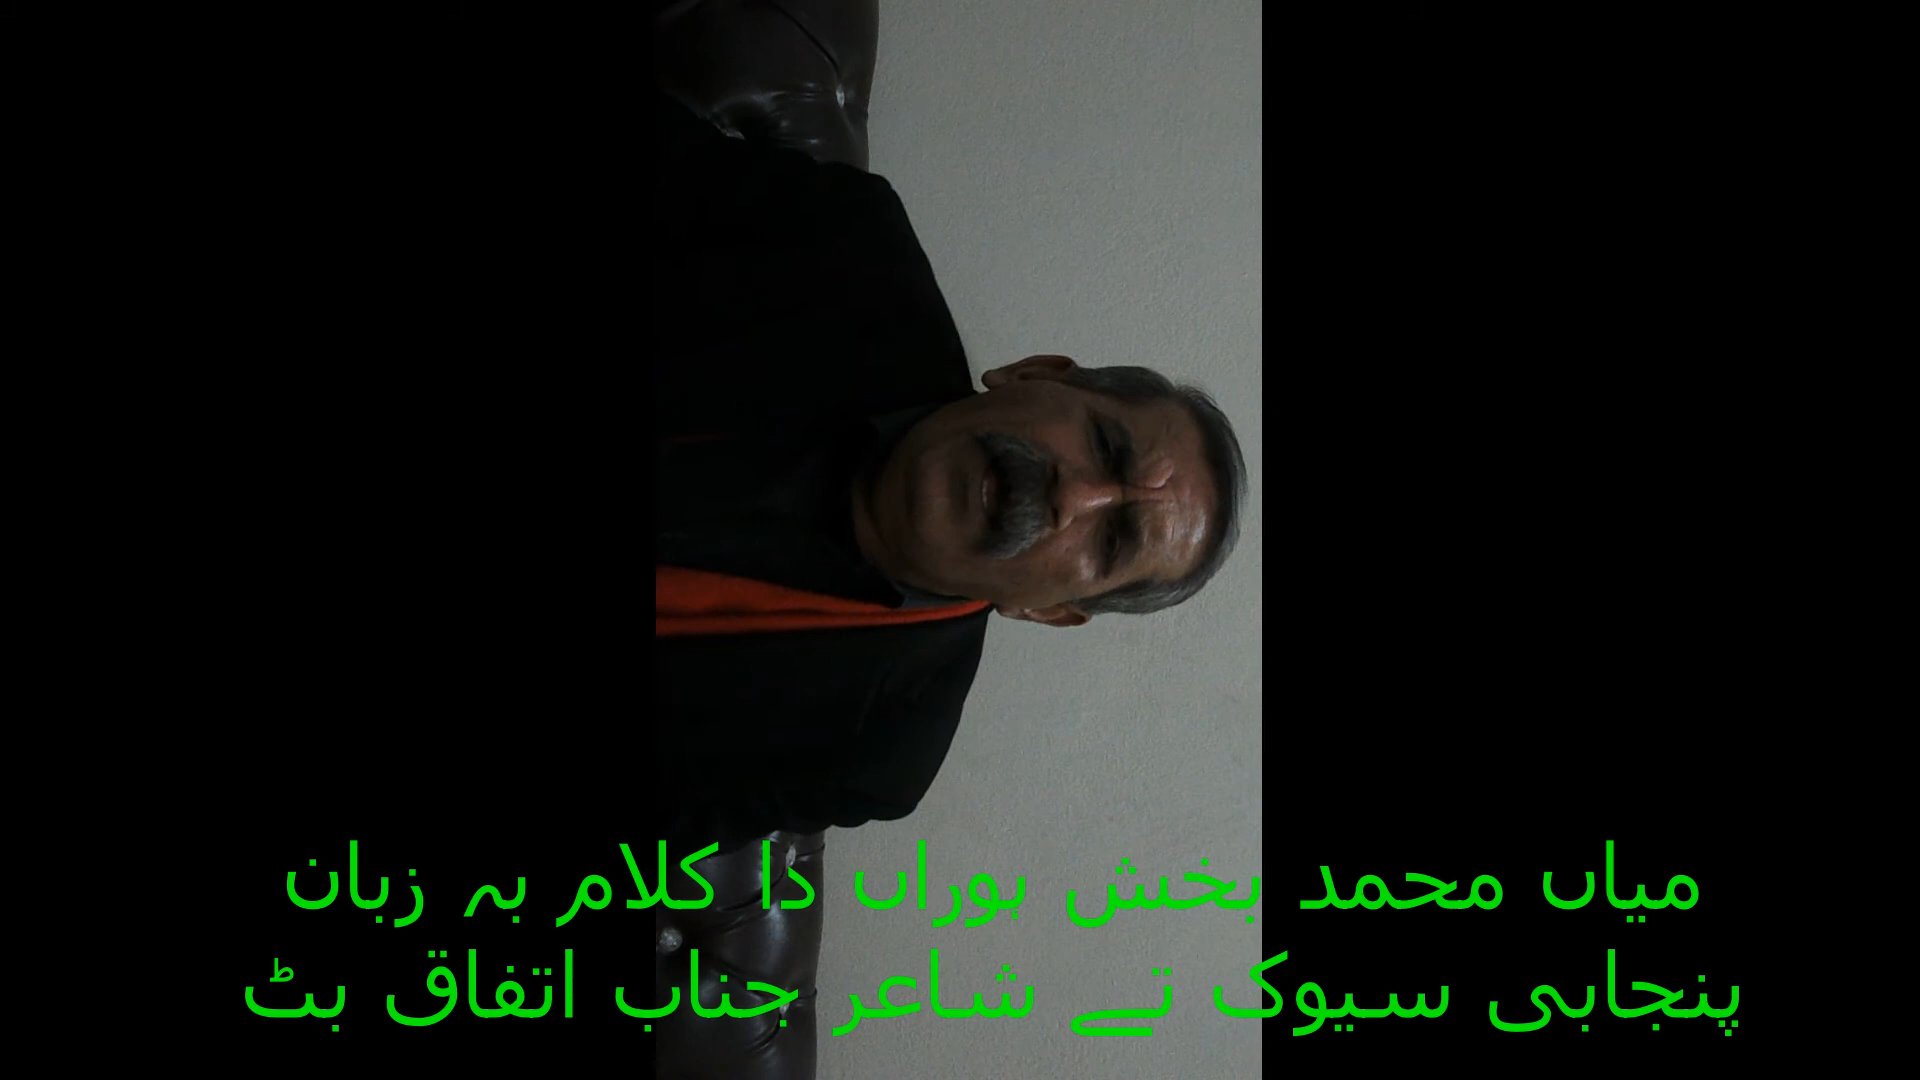 میاں محمد بخش ہوراں دا کلام بہ زبان
پنجابی سیوک تے شاعر جناب اتفاق بٹ